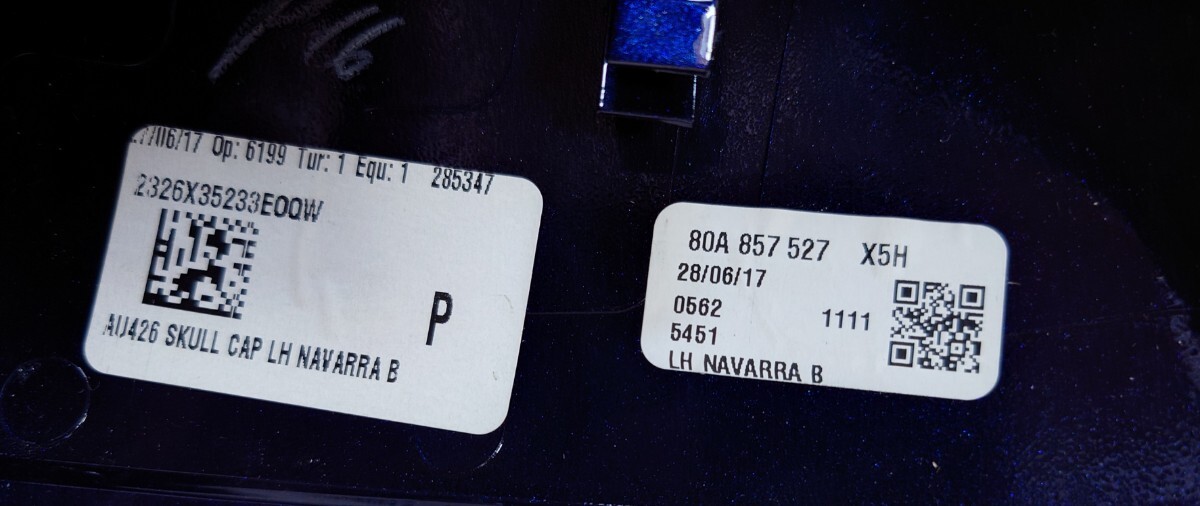 /06/17 Op: 6199 Tur: 1 Equ: 1 285347
2326X35233EOQW
P
AU426 SKULL CAP LH NAVARRA B
80A 857 527 X5H
28/06/17
0562
1111
5451
LH NAVARRA B